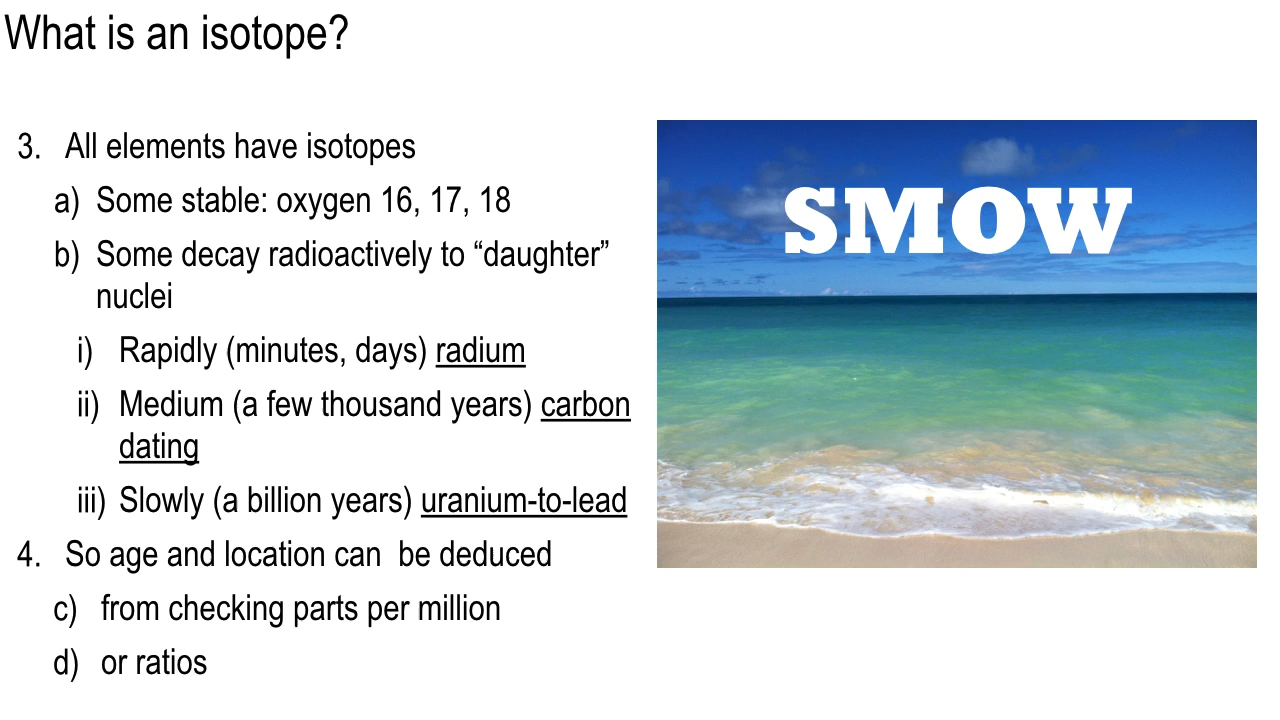 What is an isotope?
3. All elements have isotopes
a) Some stable: oxygen 16, 17, 18
b) Some decay radioactively to “daughter”
nuclei
i) Rapidly (minutes, days) radium
ii) Medium (a few thousand years) carbon
dating
iii) Slowly (a billion years) uranium-to-lead
4. So age and location can  be deduced
c) from checking parts per million
d) or ratios
SMOW